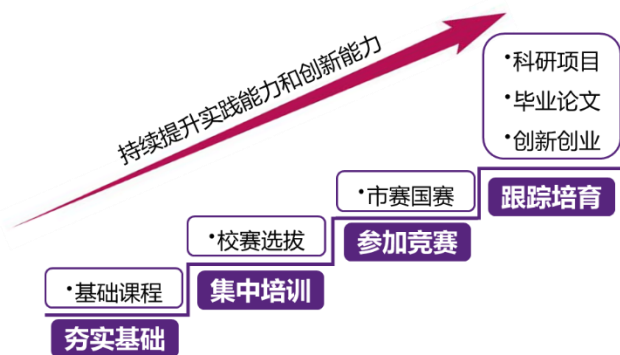 持续提升实践能力和创新能力
•科研项目
•毕业论文
•创新创业
跟踪培育
•市赛国赛
参加竞赛
•校赛选拔
集中培训
•基础课程
夯实基础